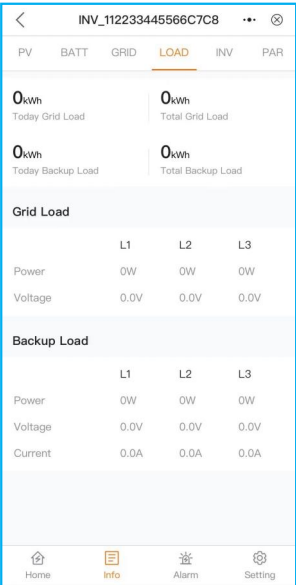 INV_112233445566C7C8
PV BATT GRID LOAD INV PAR
0kWh 0kWh
Today Grid Load Total Grid Load
0kWh 0kWh
Today Backup Load Total Backup Load
Grid Load
L1 L2 L3
Power 0W 0W 0W
Voltage 0.0V 0.0V 0.0V
Backup Load
L1 L2 L3
Power 0W 0W 0W
Voltage 0.0V 0.0V 0.0V
Current 0.0A 0.0A 0.0A
Home Info Alarm Setting